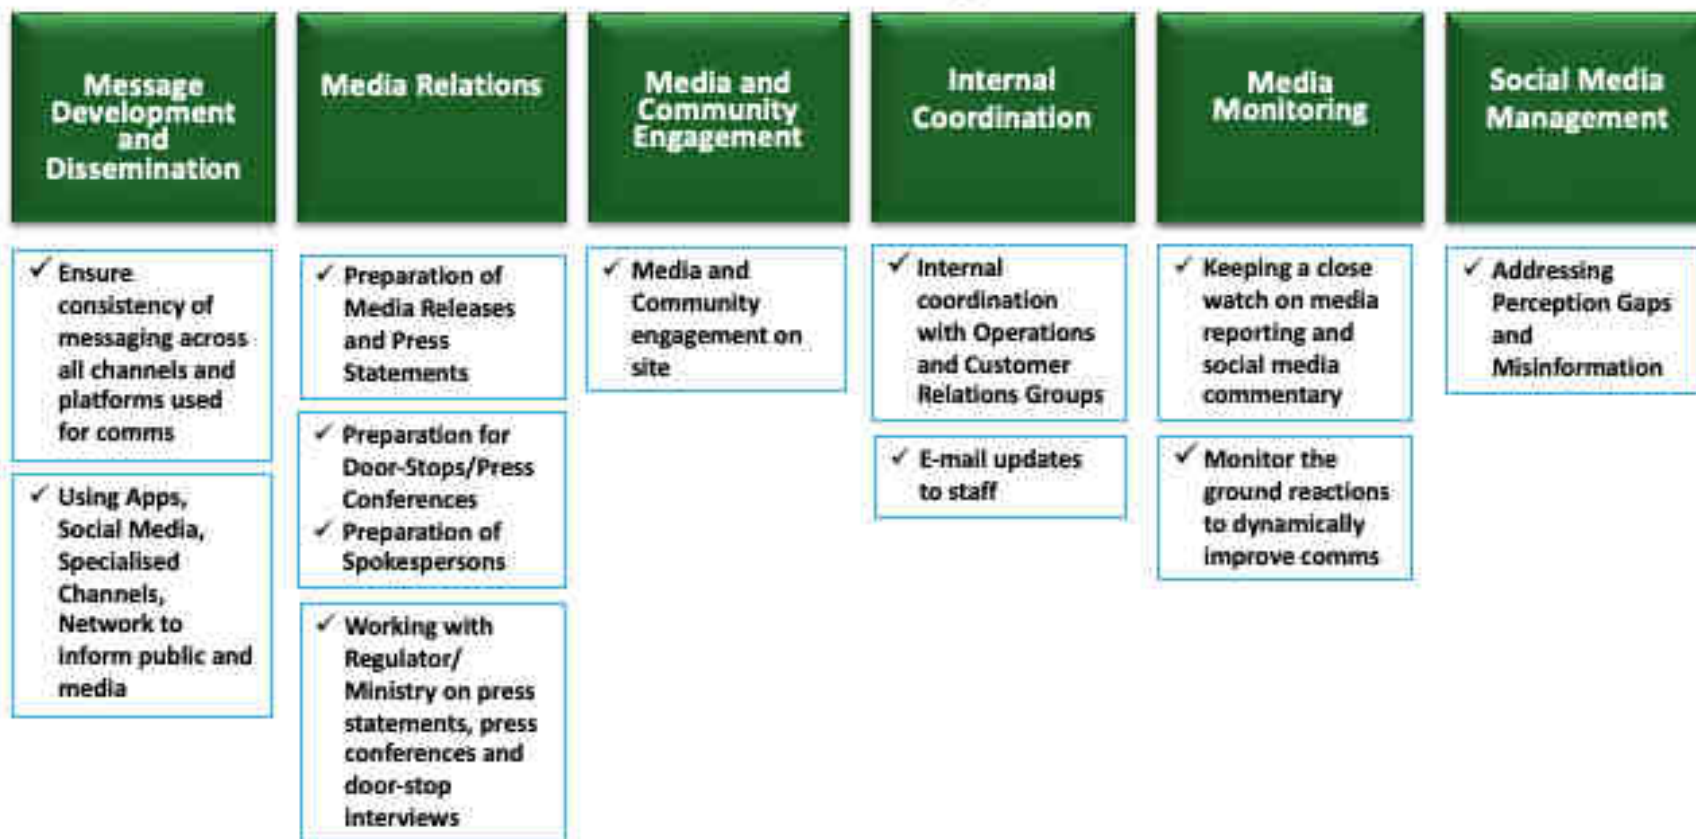 Message
Development
and
Dissemination
Media Relations
Media and
Community
Engagement
Internal
Coordination
Media
Monitoring
Social Media
Management
✓ Ensure
consistency of
messaging across
all channels and
platforms used
for comms
✓ Using Apps,
Social Media,
Specialised
Channels,
Network to
inform public and
media
✓ Preparation of
Media Releases
and Press
Statements
✓ Preparation for
Door-Stops/Press
Conferences
✓ Preparation of
Spokespersons
✓ Working with
Regulator/
Ministry on press
statements, press
conferences and
door-stop
interviews
✓ Media and
Community
engagement on
site
✓ Internal
coordination
with Operations
and Customer
Relations Groups
✓ E-mail updates
to staff
✓ Keeping a close
watch on media
reporting and
social media
commentary
✓ Monitor the
ground reactions
to dynamically
improve comms
✓ Addressing
Perception Gaps
and
Misinformation